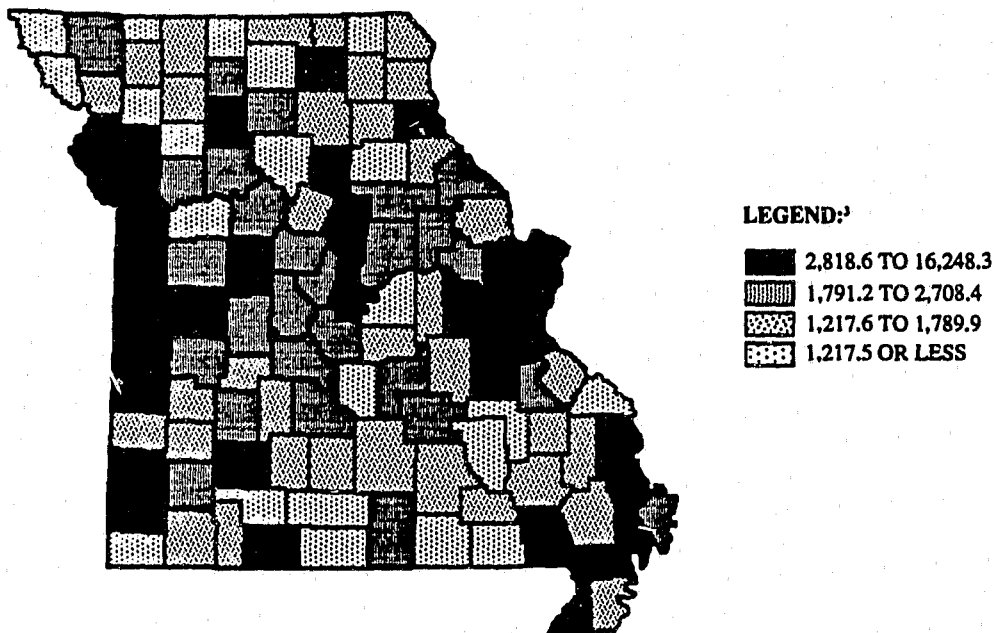 LEGEND:³
2,818.6 TO 16,248.3
1,791.2 TO 2,708.4
1,217.6 TO 1,789.9
1,217.5 OR LESS